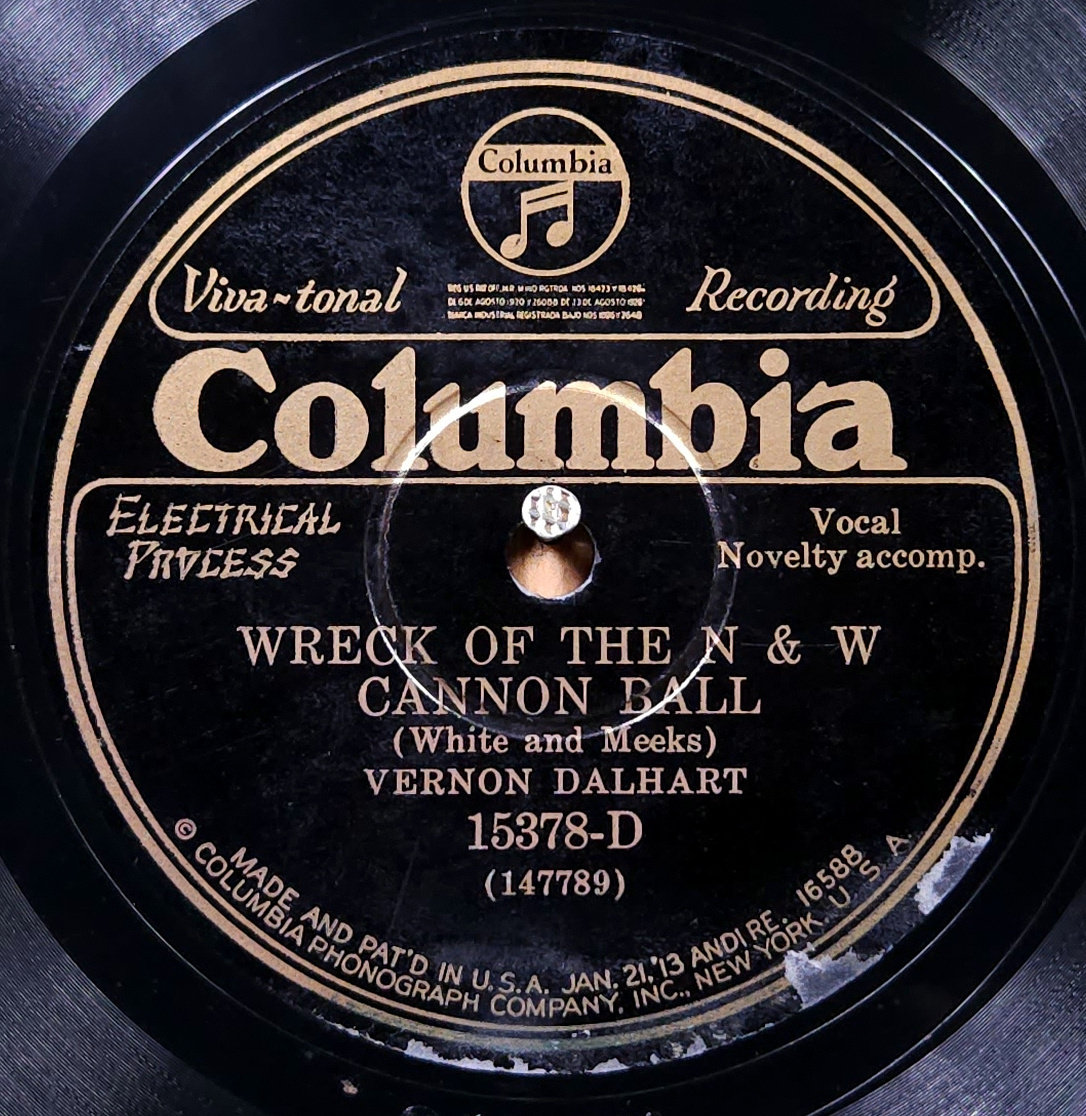 Columbia
Viva-tonal
Recording
Columbia
ELECTRICAL
PROCESS
Vocal
Novelty accomp.
WRECK OF THE N & W
CANNON BALL
(White and Meeks)
VERNON DALHART
15378-D
(147789)
MADE AND PAT'D IN U.S.A. JAN. 21,'13 AND RE. 16588
© COLUMBIA PHONOGRAPH COMPANY, INC., NEW YORK, U S A